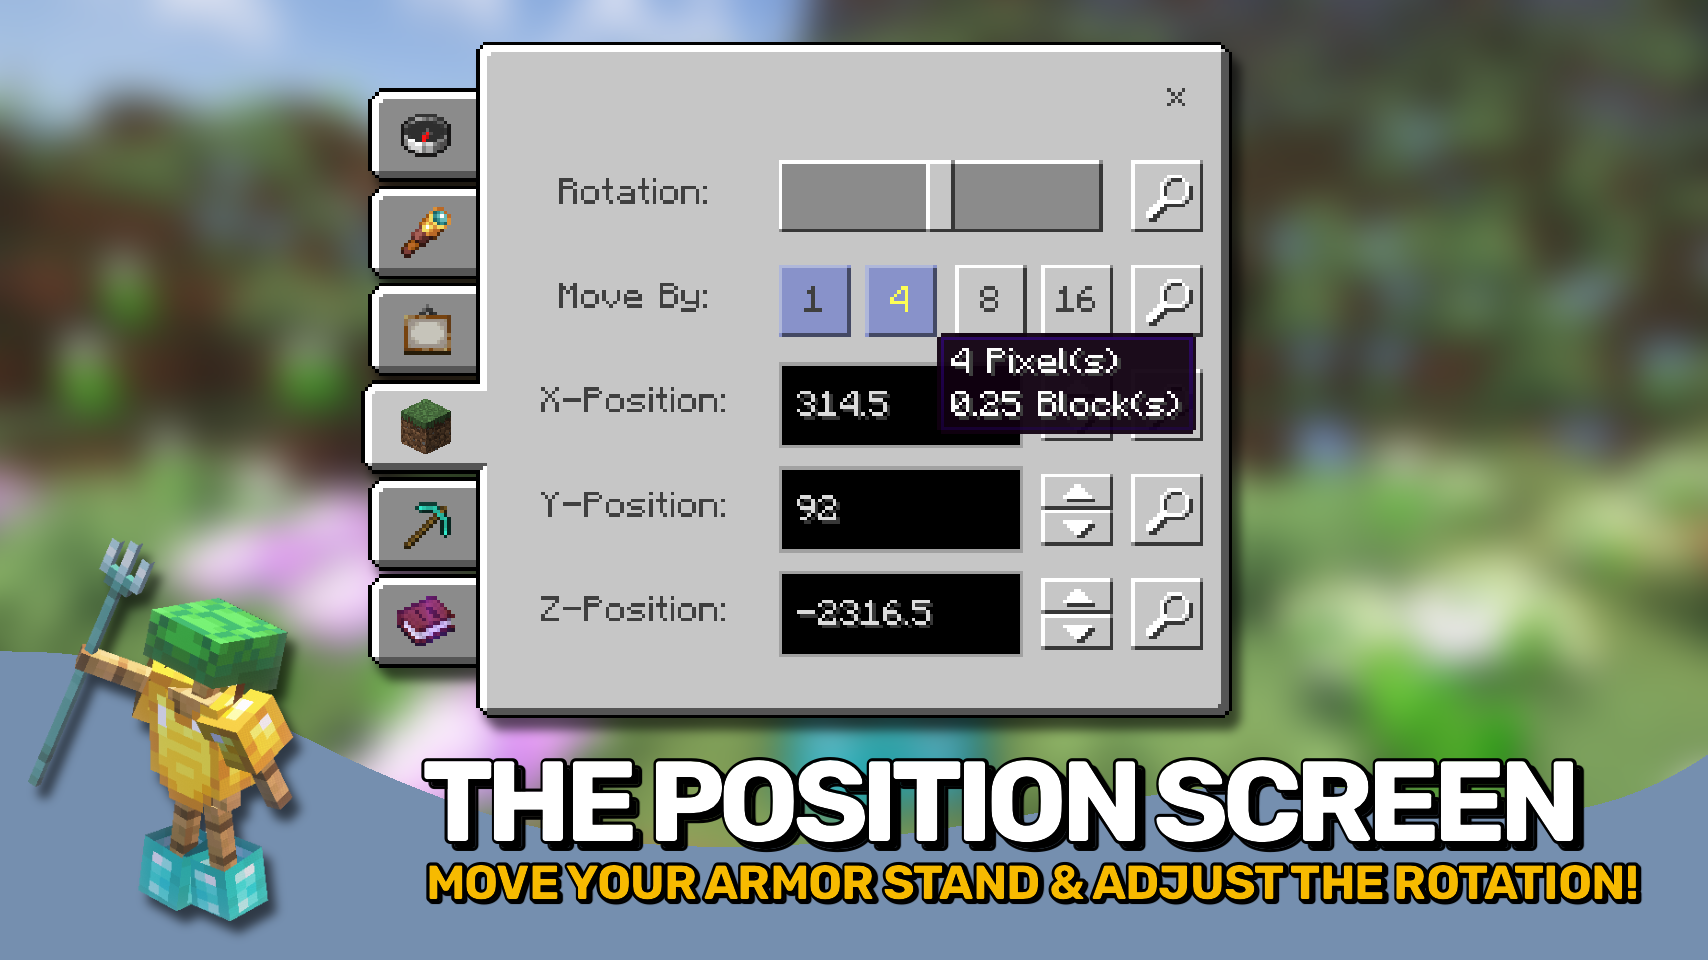 x
Rotation:
Move By: 1 4 8 16
4 Pixel(s)
0.25 Block(s)
X-Position: 314.5
Y-Position: 92
Z-Position: -2316.5
THE POSITION SCREEN
MOVE YOUR ARMOR STAND & ADJUST THE ROTATION!